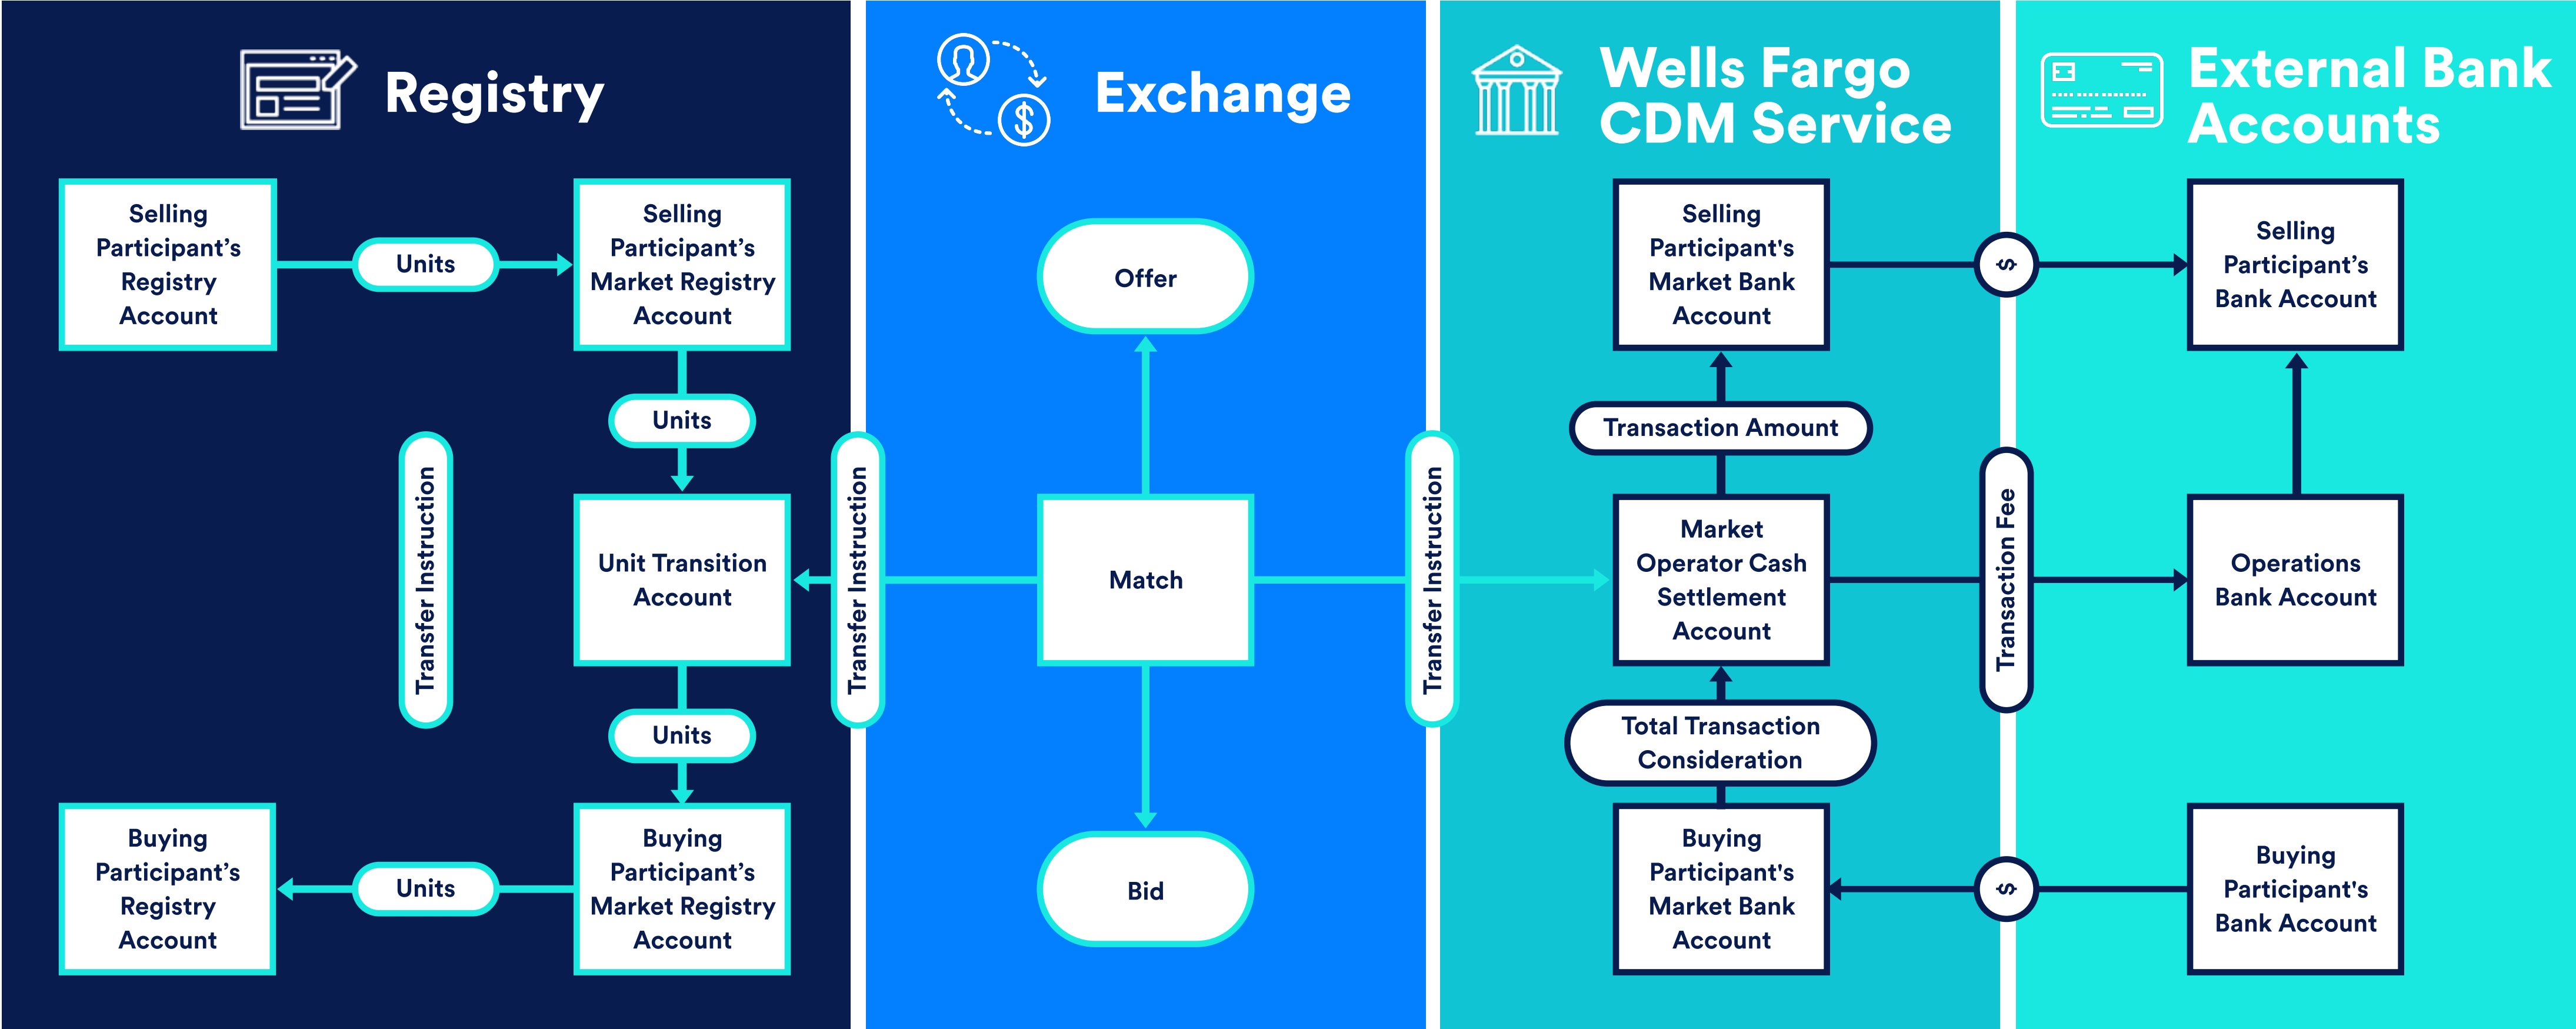 Registry
Selling
Participant’s
Registry
Account
Units
Selling
Participant’s
Market Registry
Account
Units
Transfer Instruction
Unit Transition
Account
Units
Buying
Participant’s
Registry
Account
Units
Buying
Participant’s
Market Registry
Account
Transfer Instruction
Exchange
$
Offer
Match
Bid
Transfer Instruction
Wells Fargo
CDM Service
Selling
Participant's
Market Bank
Account
$
Transaction Amount
Market
Operator Cash
Settlement
Account
Transaction Fee
Total Transaction
Consideration
Buying
Participant's
Market Bank
Account
$
External Bank
Accounts
Selling
Participant’s
Bank Account
Operations
Bank Account
Buying
Participant's
Bank Account